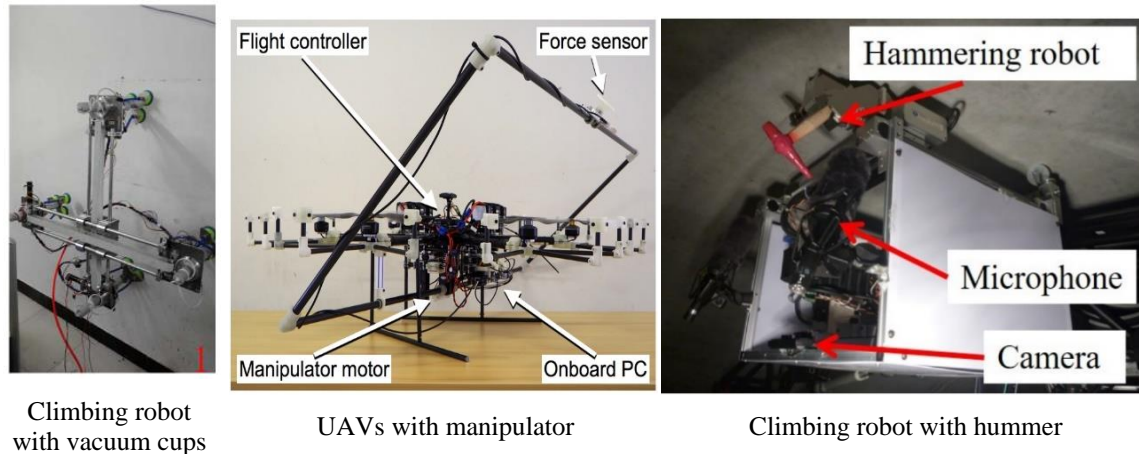 Flight controller
Force sensor
Manipulator motor
Onboard PC
Hammering robot
Microphone
Camera
Climbing robot
with vacuum cups
UAVs with manipulator
Climbing robot with hummer